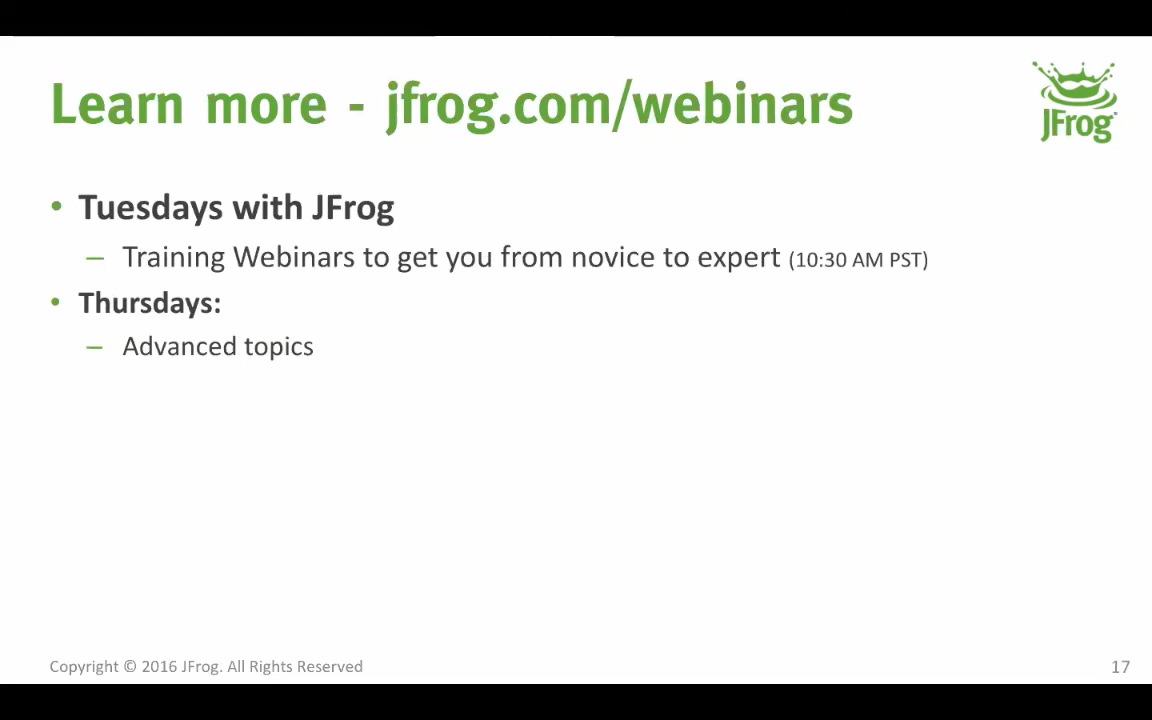 Learn more - jfrog.com/webinars
JFrog
• Tuesdays with JFrog
– Training Webinars to get you from novice to expert (10:30 AM PST)
• Thursdays:
– Advanced topics
Copyright © 2016 JFrog. All Rights Reserved
17